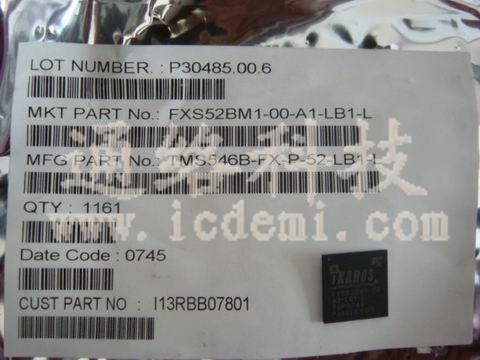 LOT NUMBER. : P30485.00.6
MKT PART No.: FXS52BM1-00-A1-LB1-L
MFG PART No.: TMS546B-FX-P-52-LB1-L
通络科技
QTY : 1161
www.icdemi.com
Date Code : 0745
CUST PART NO : I13RBB07801
IKANOS